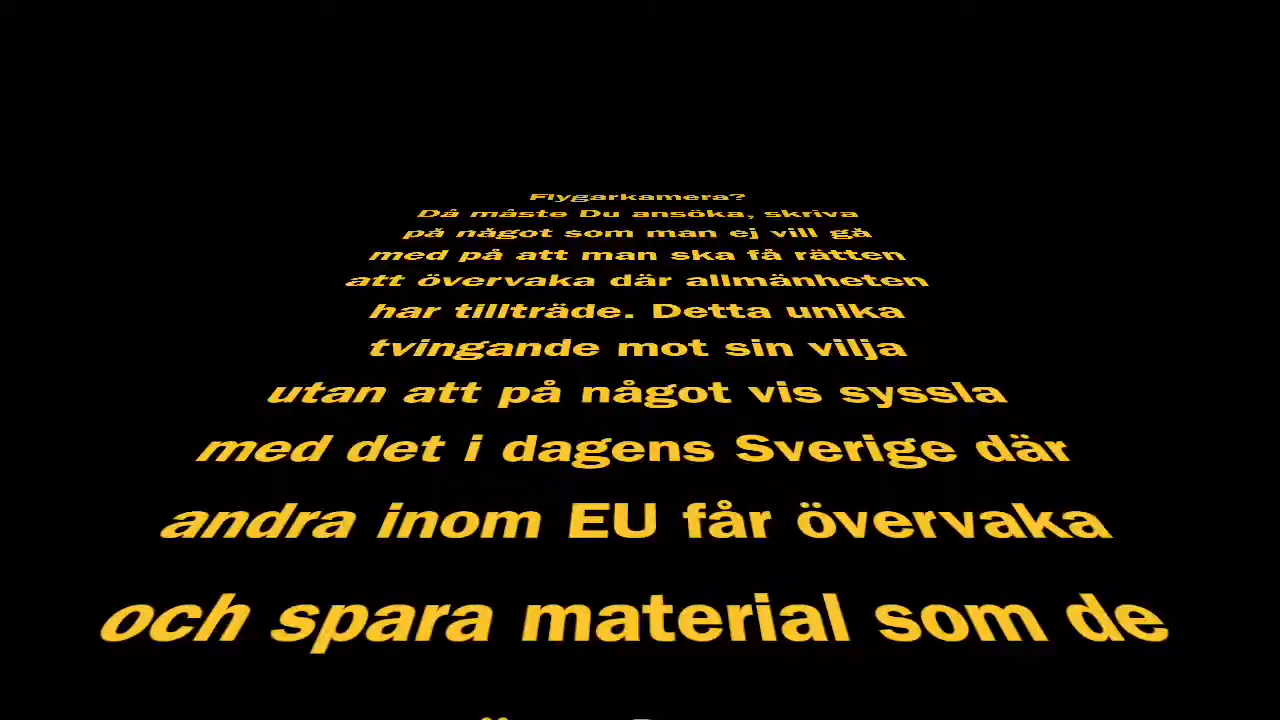 Flygarkamera?
Då måste Du ansöka, skriva
på något som man ej vill gå
med på att man ska få rätten
att övervaka där allmänheten
har tillträde. Detta unika
tvingande mot sin vilja
utan att på något vis syssla
med det i dagens Sverige där
andra inom EU får övervaka
och spara material som de